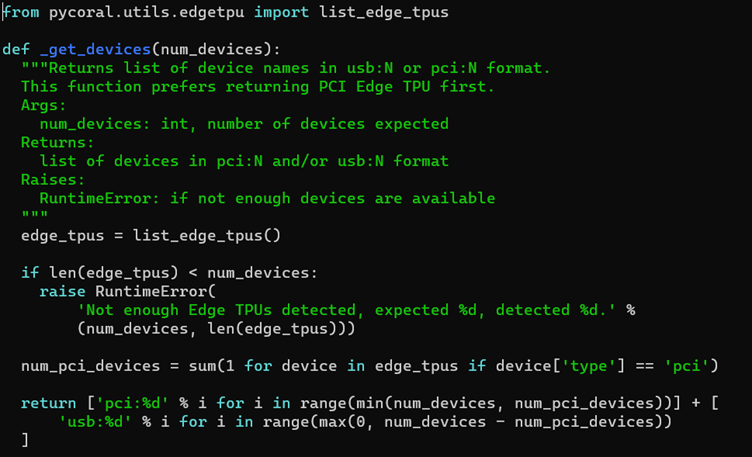 from pycoral.utils.edgetpu import list_edge_tpus

def _get_devices(num_devices):
  """Returns list of device names in usb:N or pci:N format.
  This function prefers returning PCI Edge TPU first.
  Args:
    num_devices: int, number of devices expected
  Returns:
    list of devices in pci:N and/or usb:N format
  Raises:
    RuntimeError: if not enough devices are available
  """
  edge_tpus = list_edge_tpus()

  if len(edge_tpus) < num_devices:
    raise RuntimeError(
        'Not enough Edge TPUs detected, expected %d, detected %d.' %
        (num_devices, len(edge_tpus)))

  num_pci_devices = sum(1 for device in edge_tpus if device['type'] == 'pci')

  return ['pci:%d' % i for i in range(min(num_devices, num_pci_devices))] + [
      'usb:%d' % i for i in range(max(0, num_devices - num_pci_devices))
  ]